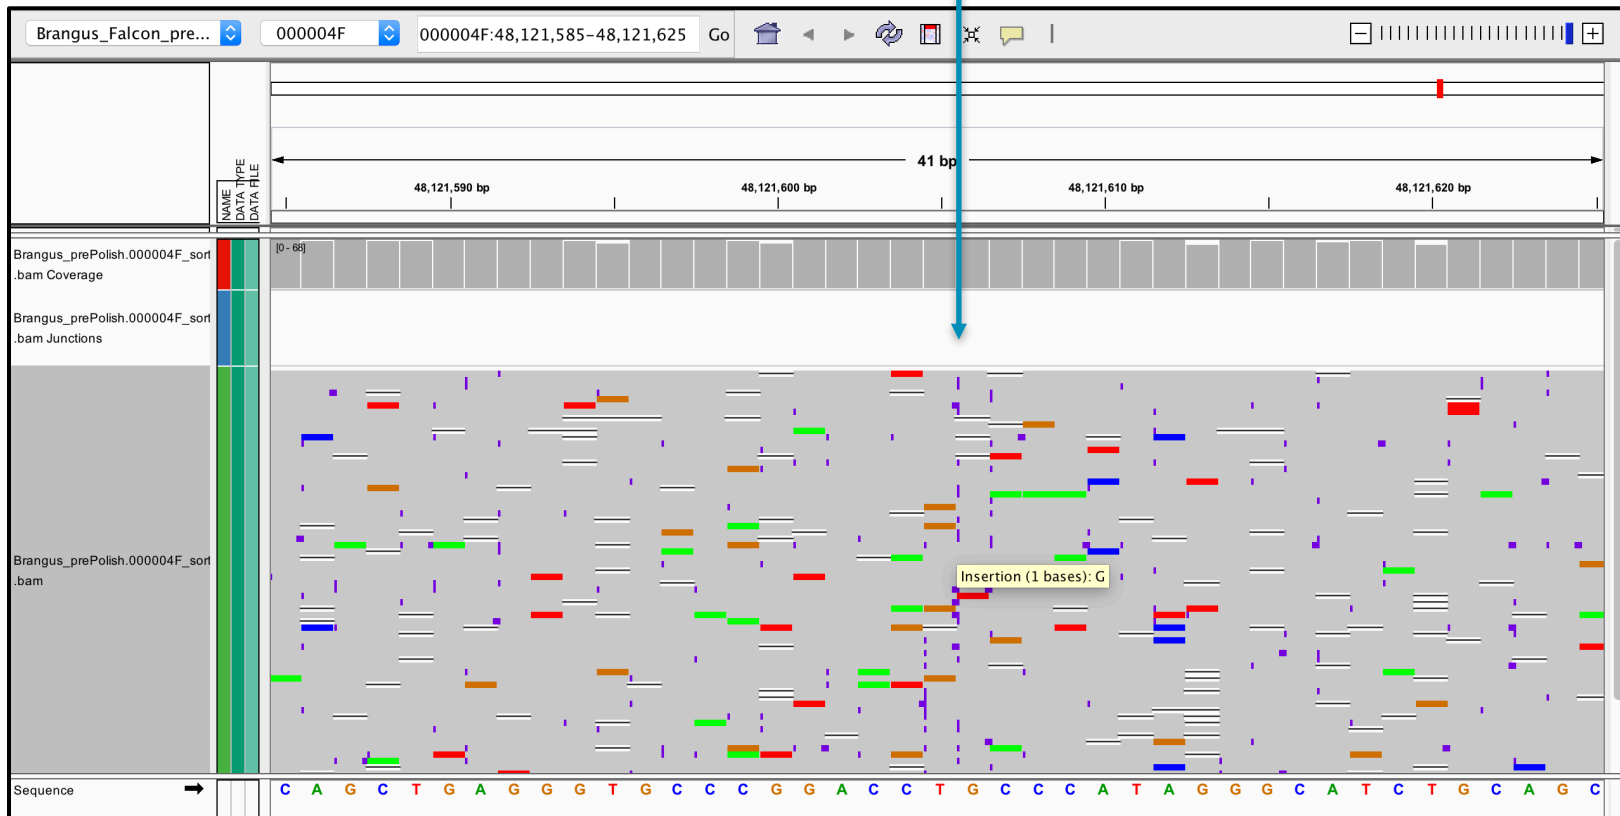 Brangus_Falcon_pre... 000004F 000004F:48,121,585-48,121,625 Go
41 bp
NAME
DATA TYPE
DATA FILE
48,121,590 bp 48,121,600 bp 48,121,610 bp 48,121,620 bp
Brangus_prePolish.000004F_sort
.bam Coverage
[0 - 68]
Brangus_prePolish.000004F_sort
.bam Junctions
Brangus_prePolish.000004F_sort
.bam
Insertion (1 bases): G
Sequence C A G C T G A G G G T G C C C G G A C C T G C C C A T A G G G C A T C T G C A G C